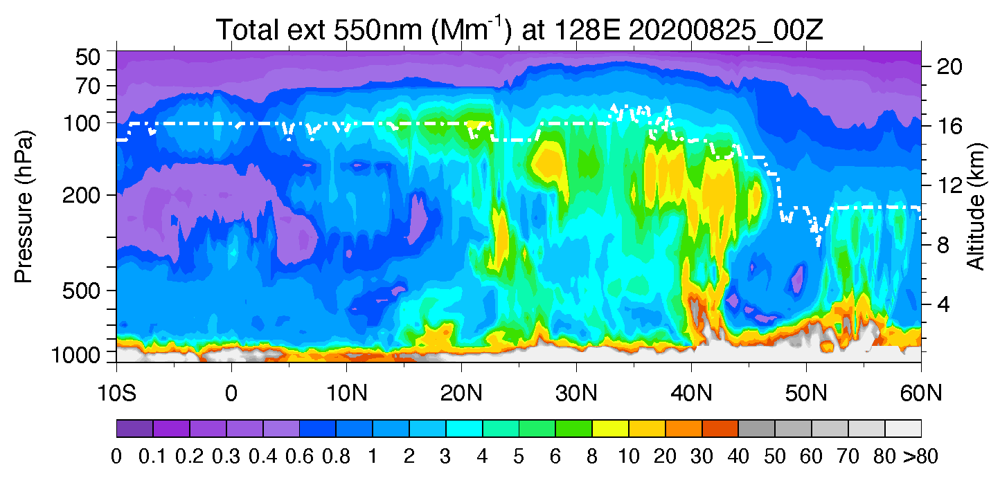 Total ext 550nm (Mm⁻¹) at 128E 20200825_00Z
50
70
100
200
500
1000
Pressure (hPa)
20
16
12
8
4
Altitude (km)
10S 0 10N 20N 30N 40N 50N 60N
0 0.1 0.2 0.3 0.4 0.6 0.8 1 2 3 4 5 6 8 10 20 30 40 50 60 70 80 >80